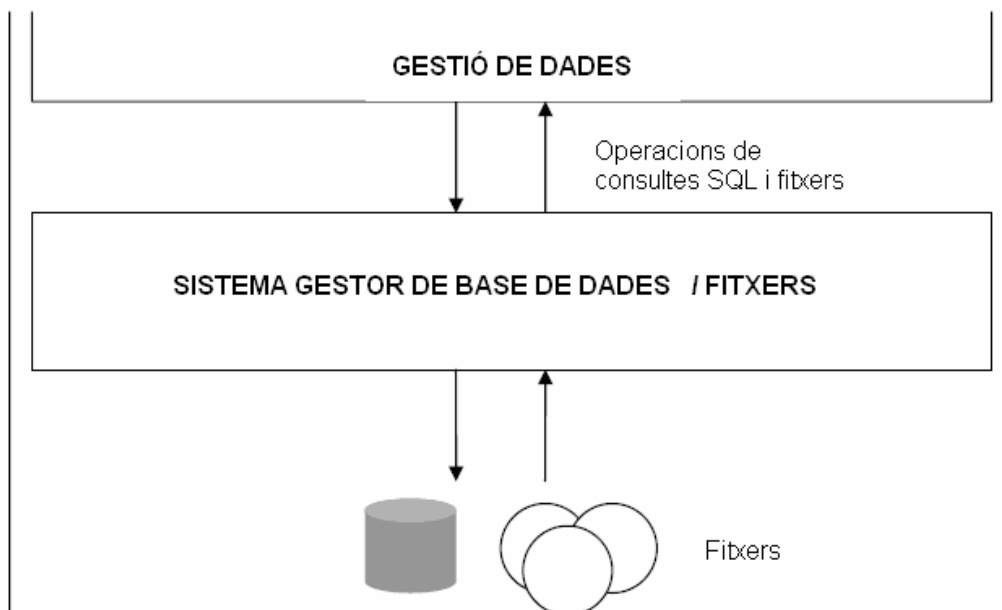 GESTIÓ DE DADES
Operacions de
consultes SQL i fitxers
SISTEMA GESTOR DE BASE DE DADES / FITXERS
Fitxers